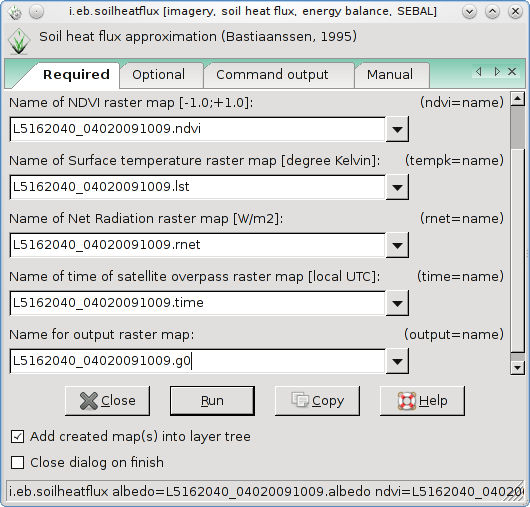 i.eb.soilheatflux [imagery, soil heat flux, energy balance, SEBAL]
Soil heat flux approximation (Bastiaanssen, 1995)
Required Optional Command output Manual
Name of NDVI raster map [-1.0;+1.0]: (ndvi=name)
L5162040_04020091009.ndvi
Name of Surface temperature raster map [degree Kelvin]: (tempk=name)
L5162040_04020091009.lst
Name of Net Radiation raster map [W/m2]: (rnet=name)
L5162040_04020091009.rnet
Name of time of satellite overpass raster map [local UTC]: (time=name)
L5162040_04020091009.time
Name for output raster map: (output=name)
L5162040_04020091009.g0
Close Run Copy Help
Add created map(s) into layer tree
Close dialog on finish
i.eb.soilheatflux albedo=L5162040_04020091009.albedo ndvi=L5162040_04020